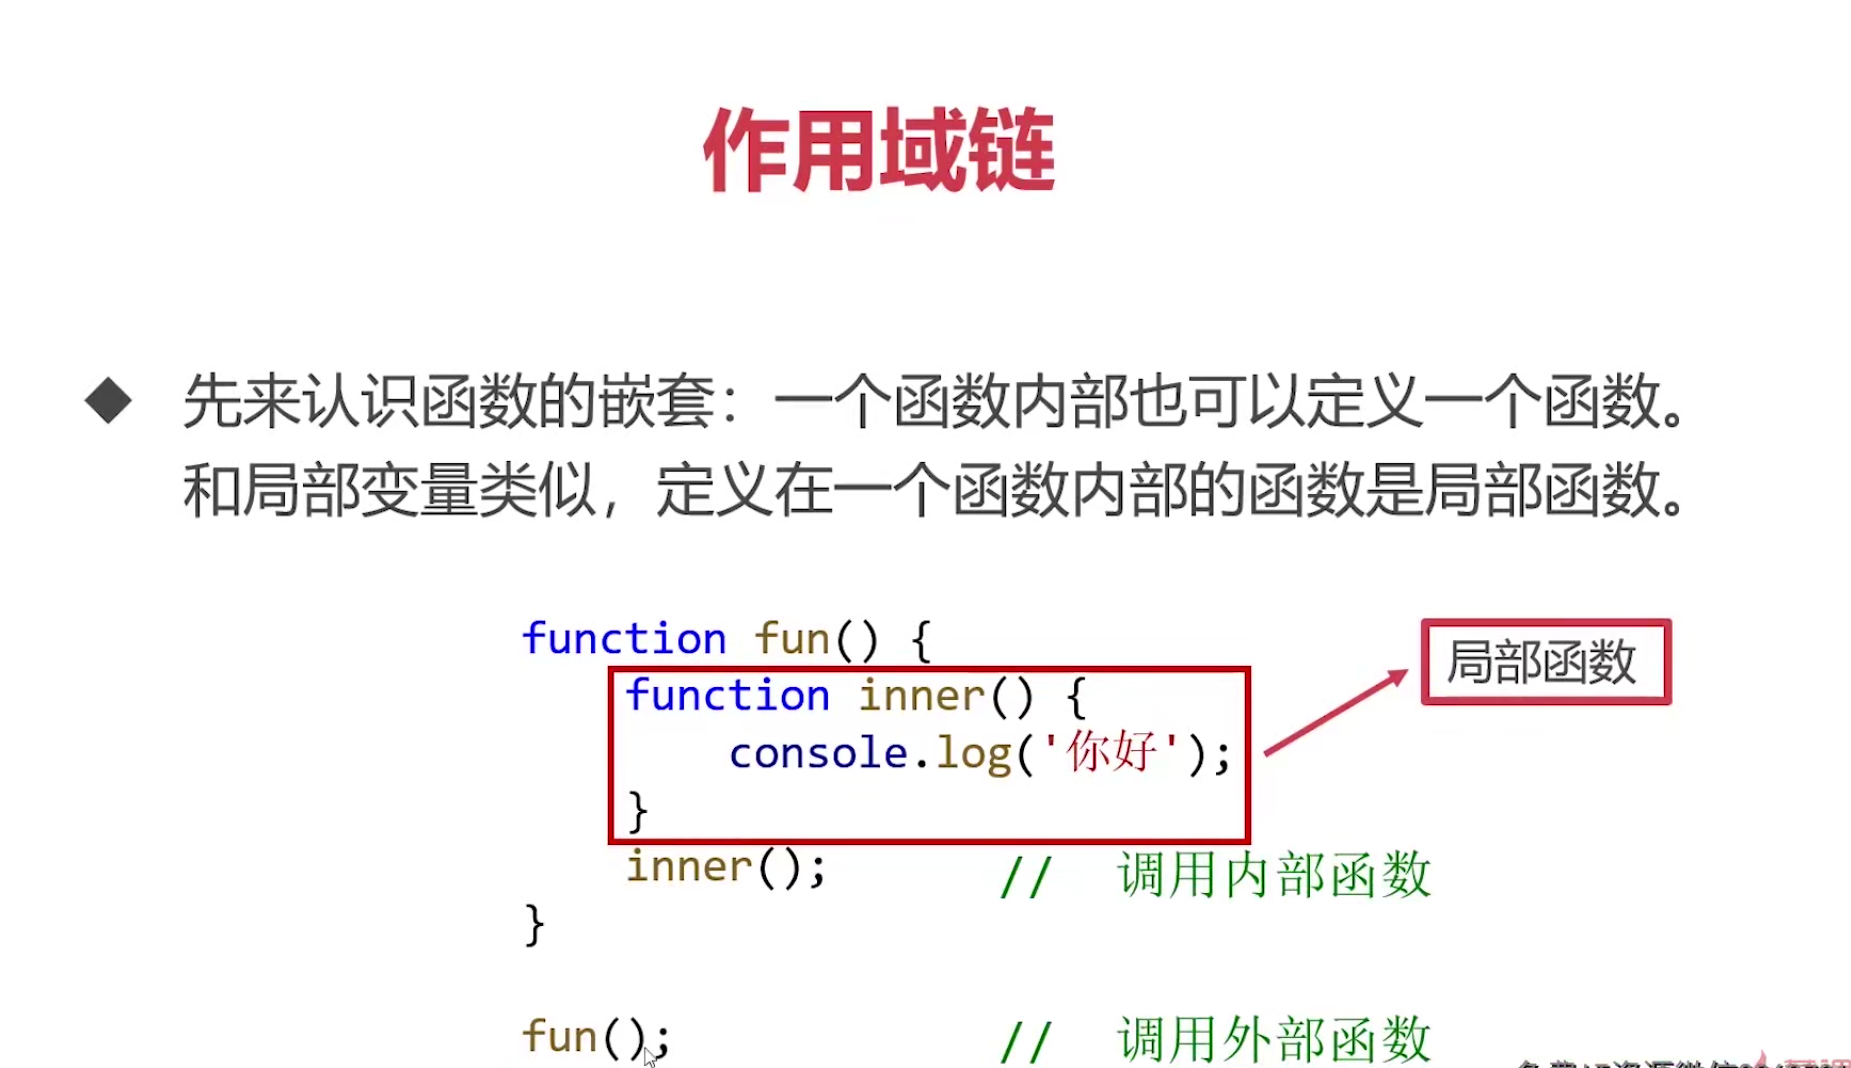 作用域链
◆ 先来认识函数的嵌套：一个函数内部也可以定义一个函数。
和局部变量类似，定义在一个函数内部的函数是局部函数。
function fun() {
局部函数
function inner() {
console.log('你好');
}
inner(); // 调用内部函数
}
fun(); // 调用外部函数